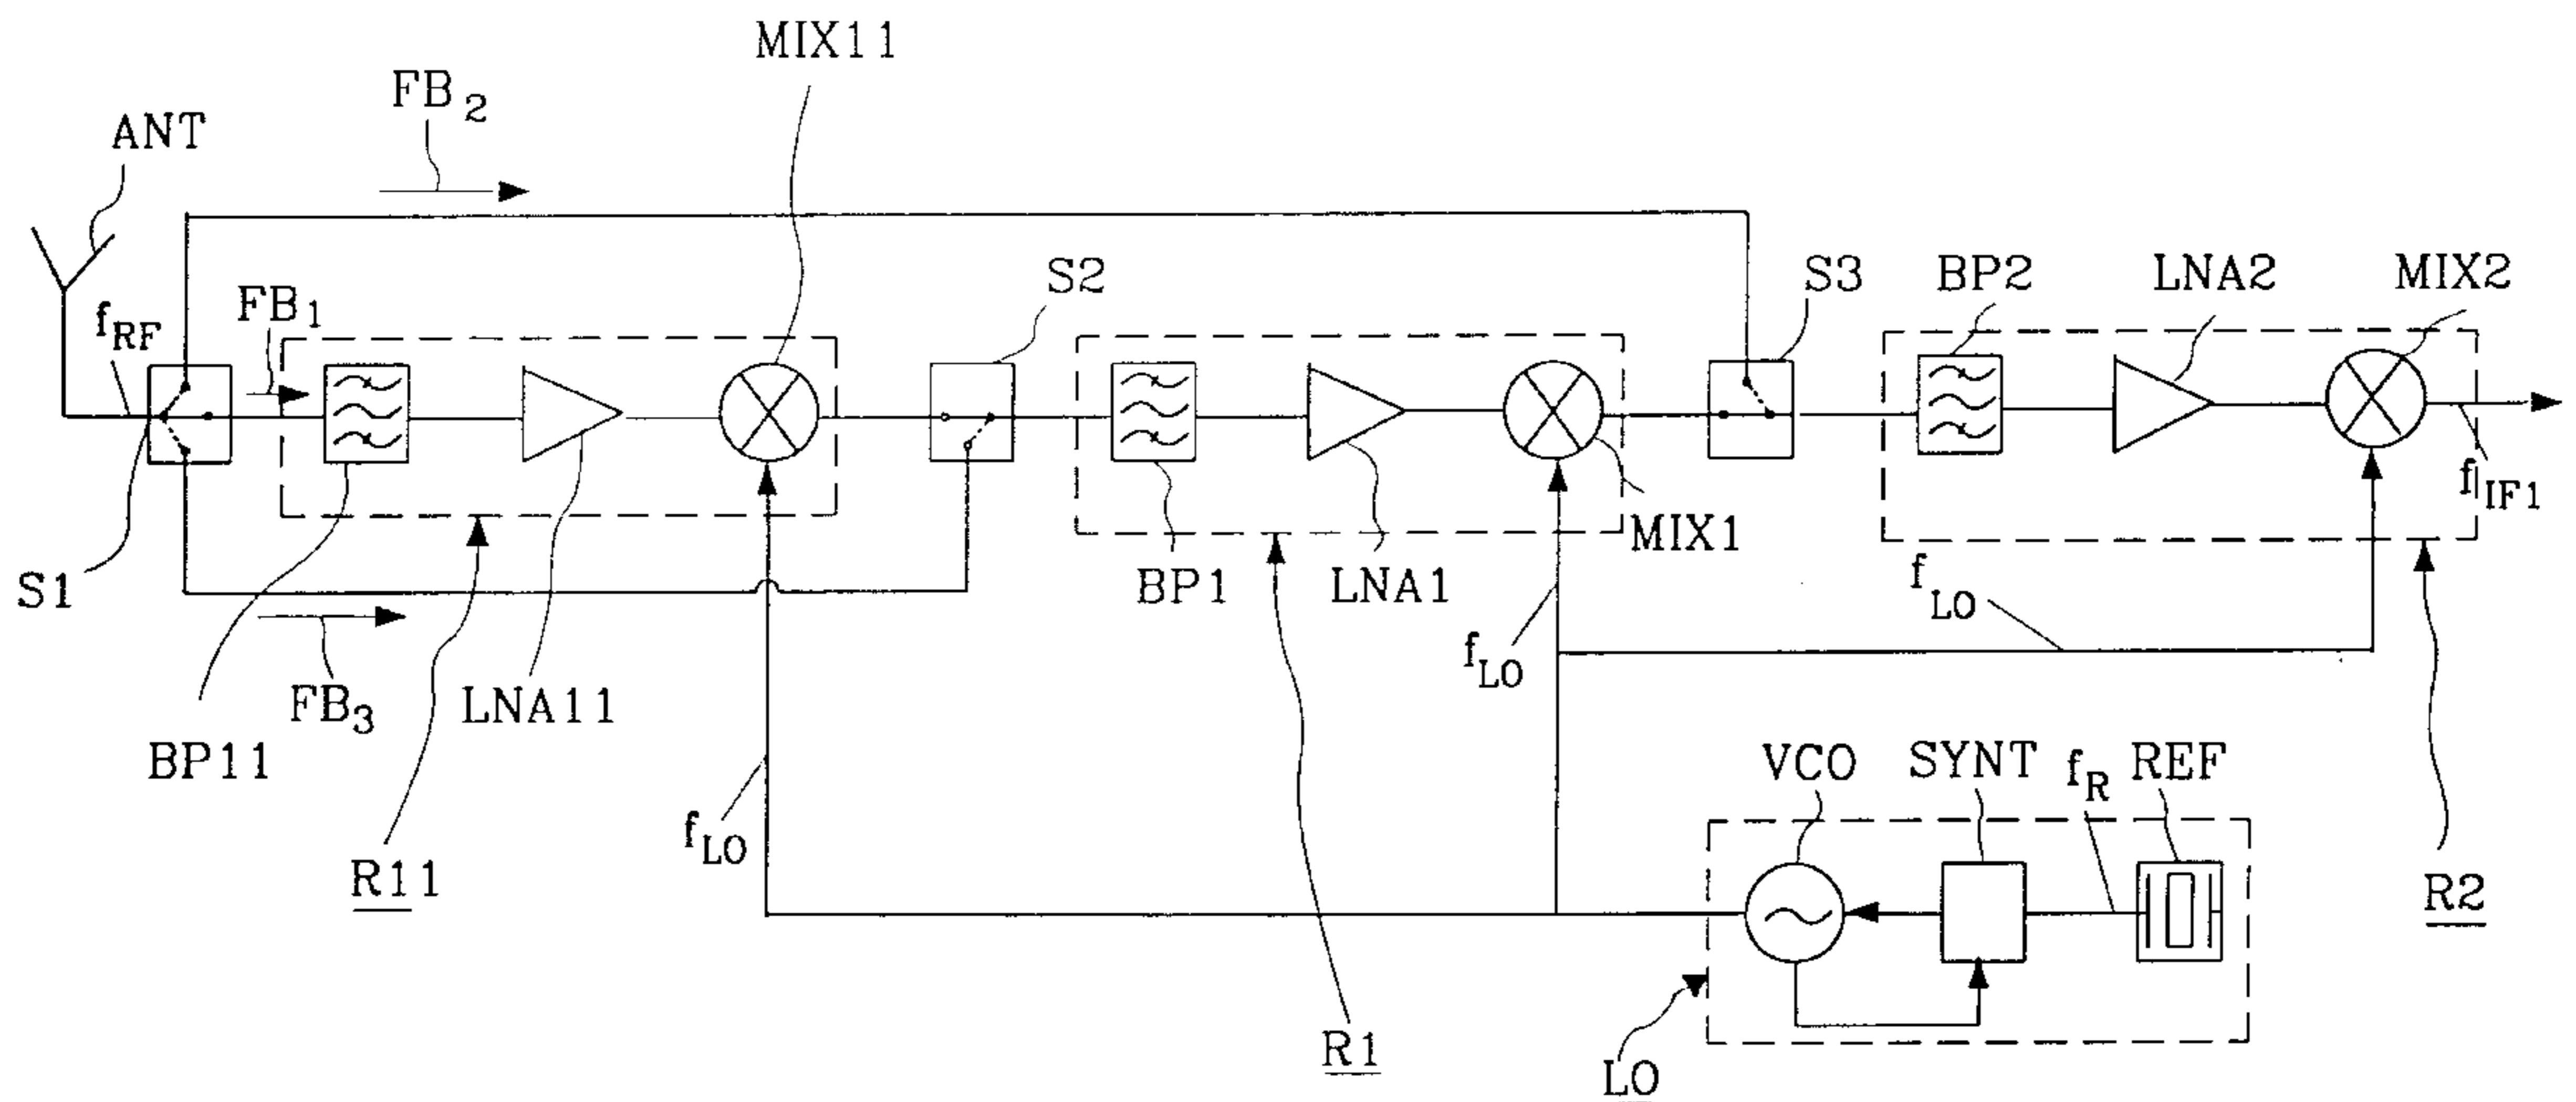 MIX11
FB2
ANT
S2
S3
BP2
LNA2
MIX2
FB1
fRF
fIF1
MIX1
S1
BP1
LNA1
fLO
fLO
FB3
LNA11
BP11
VCO
SYNT
fR
REF
fLO
R11
R2
R1
LO